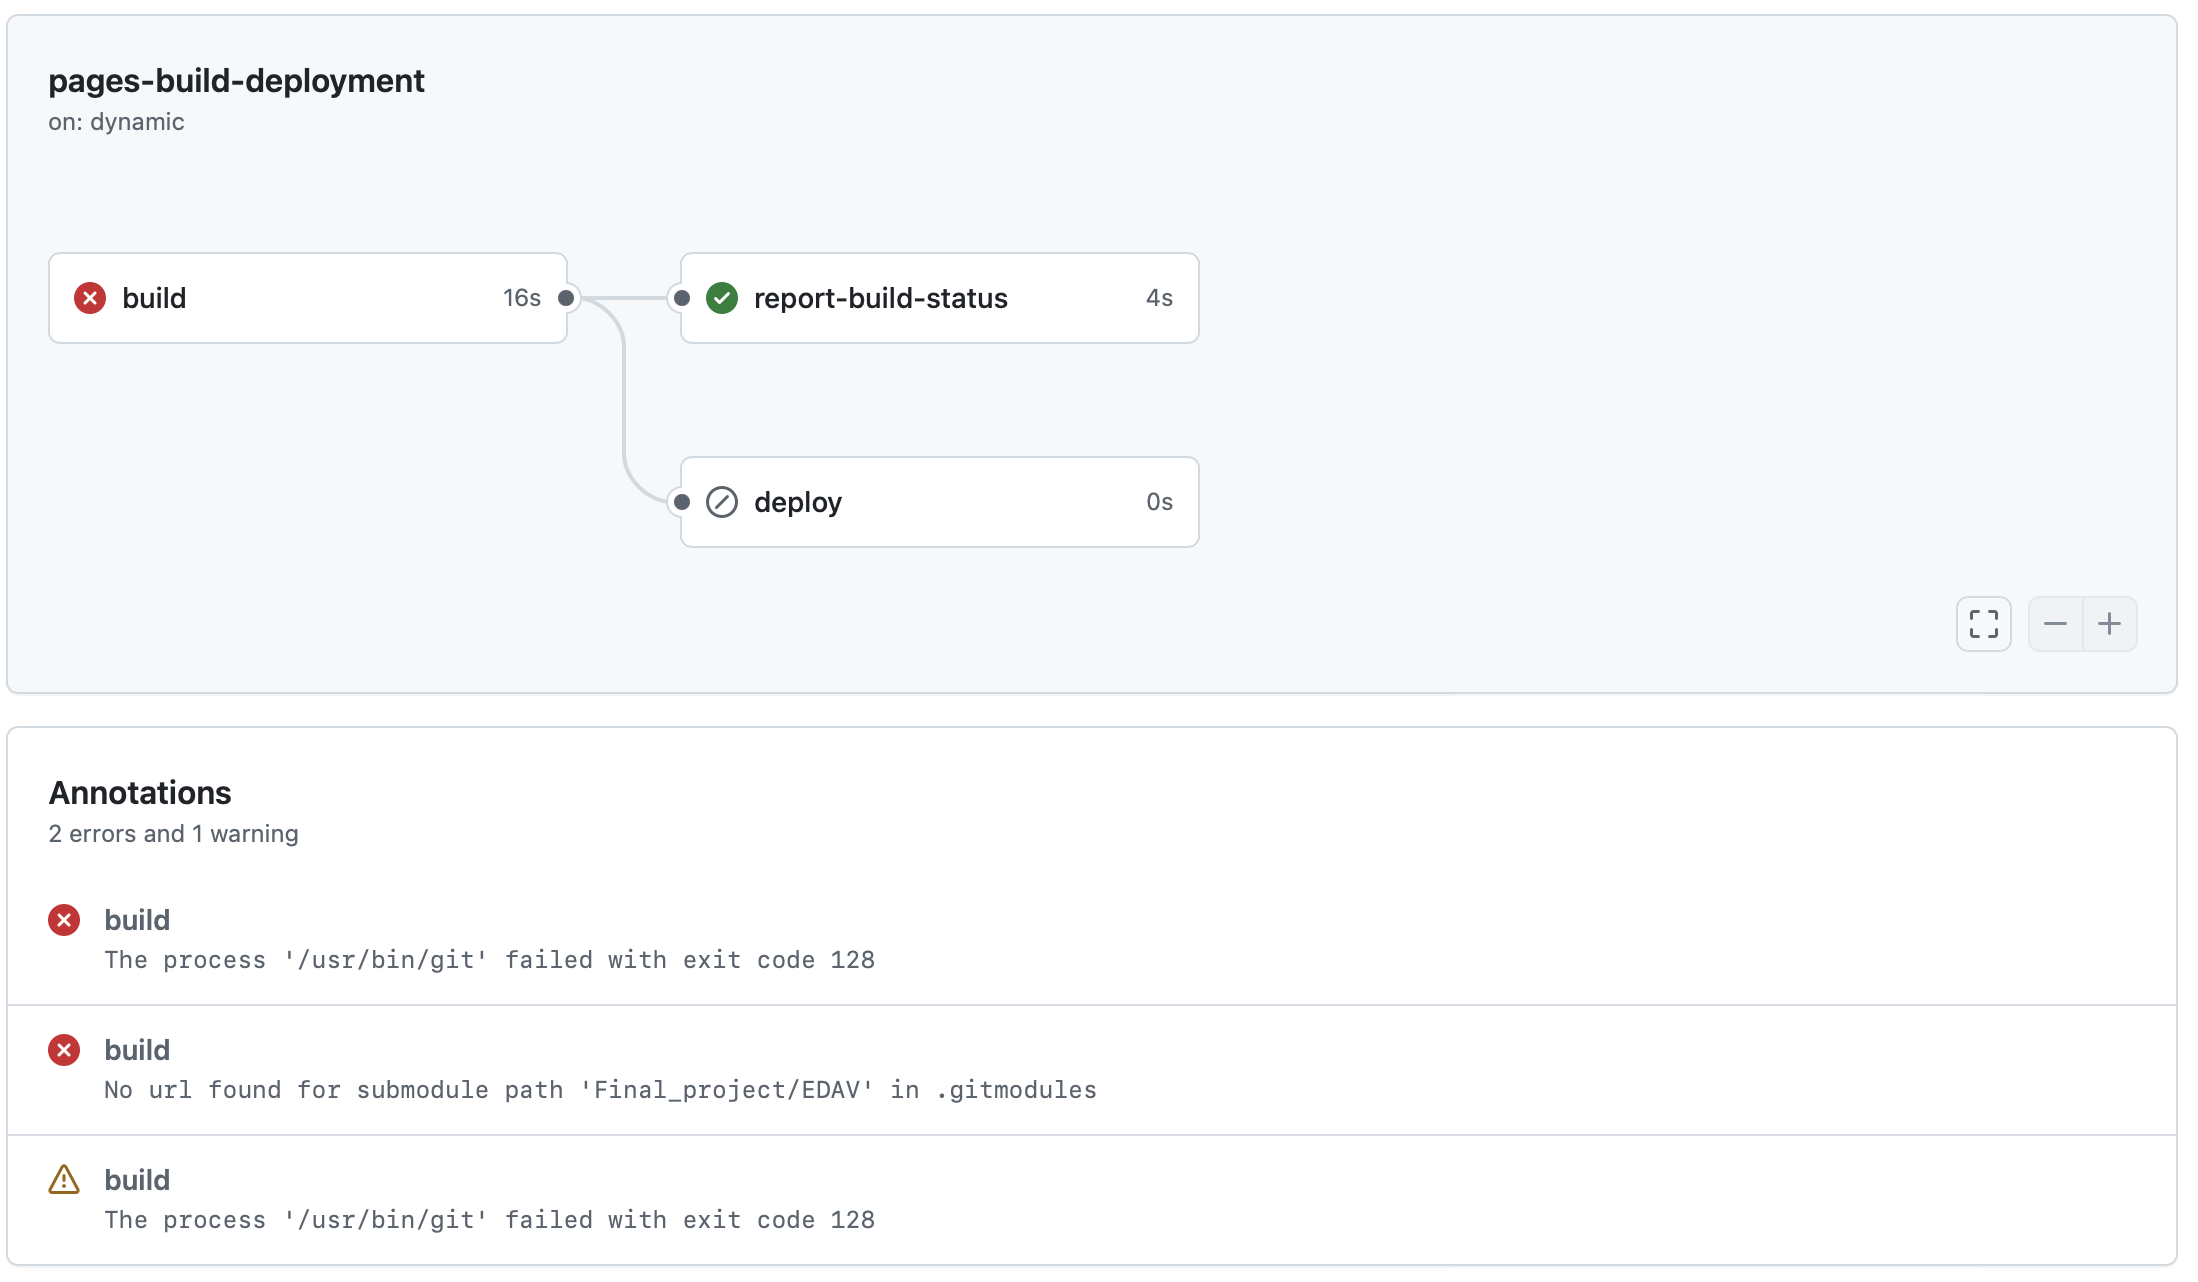 pages-build-deployment
on: dynamic
build 16s
report-build-status 4s
deploy 0s
Annotations
2 errors and 1 warning
build
The process '/usr/bin/git' failed with exit code 128
build
No url found for submodule path 'Final_project/EDAV' in .gitmodules
build
The process '/usr/bin/git' failed with exit code 128